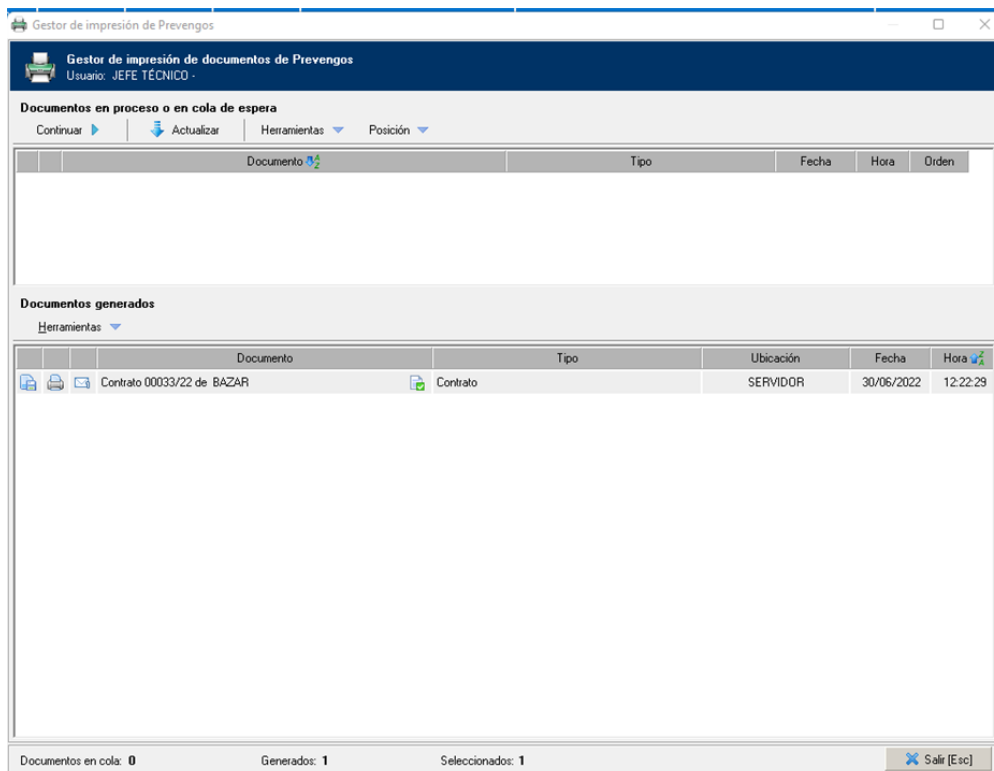 Gestor de impresión de Prevengos
Gestor de impresión de documentos de Prevengos
Usuario: JEFE TÉCNICO -
Documentos en proceso o en cola de espera
Continuar Actualizar Herramientas Posición
Documento Tipo Fecha Hora Orden
Documentos generados
Herramientas
Documento Tipo Ubicación Fecha Hora
Contrato 00033/22 de BAZAR Contrato SERVIDOR 30/06/2022 12:22:29
Documentos en cola: 0 Generados: 1 Seleccionados: 1 Salir [Esc]